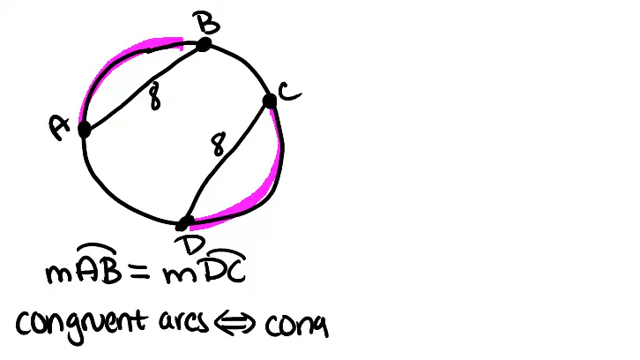 B
C
8
A
8
D
mAB = mDC
congruent arcs ⇔ cong